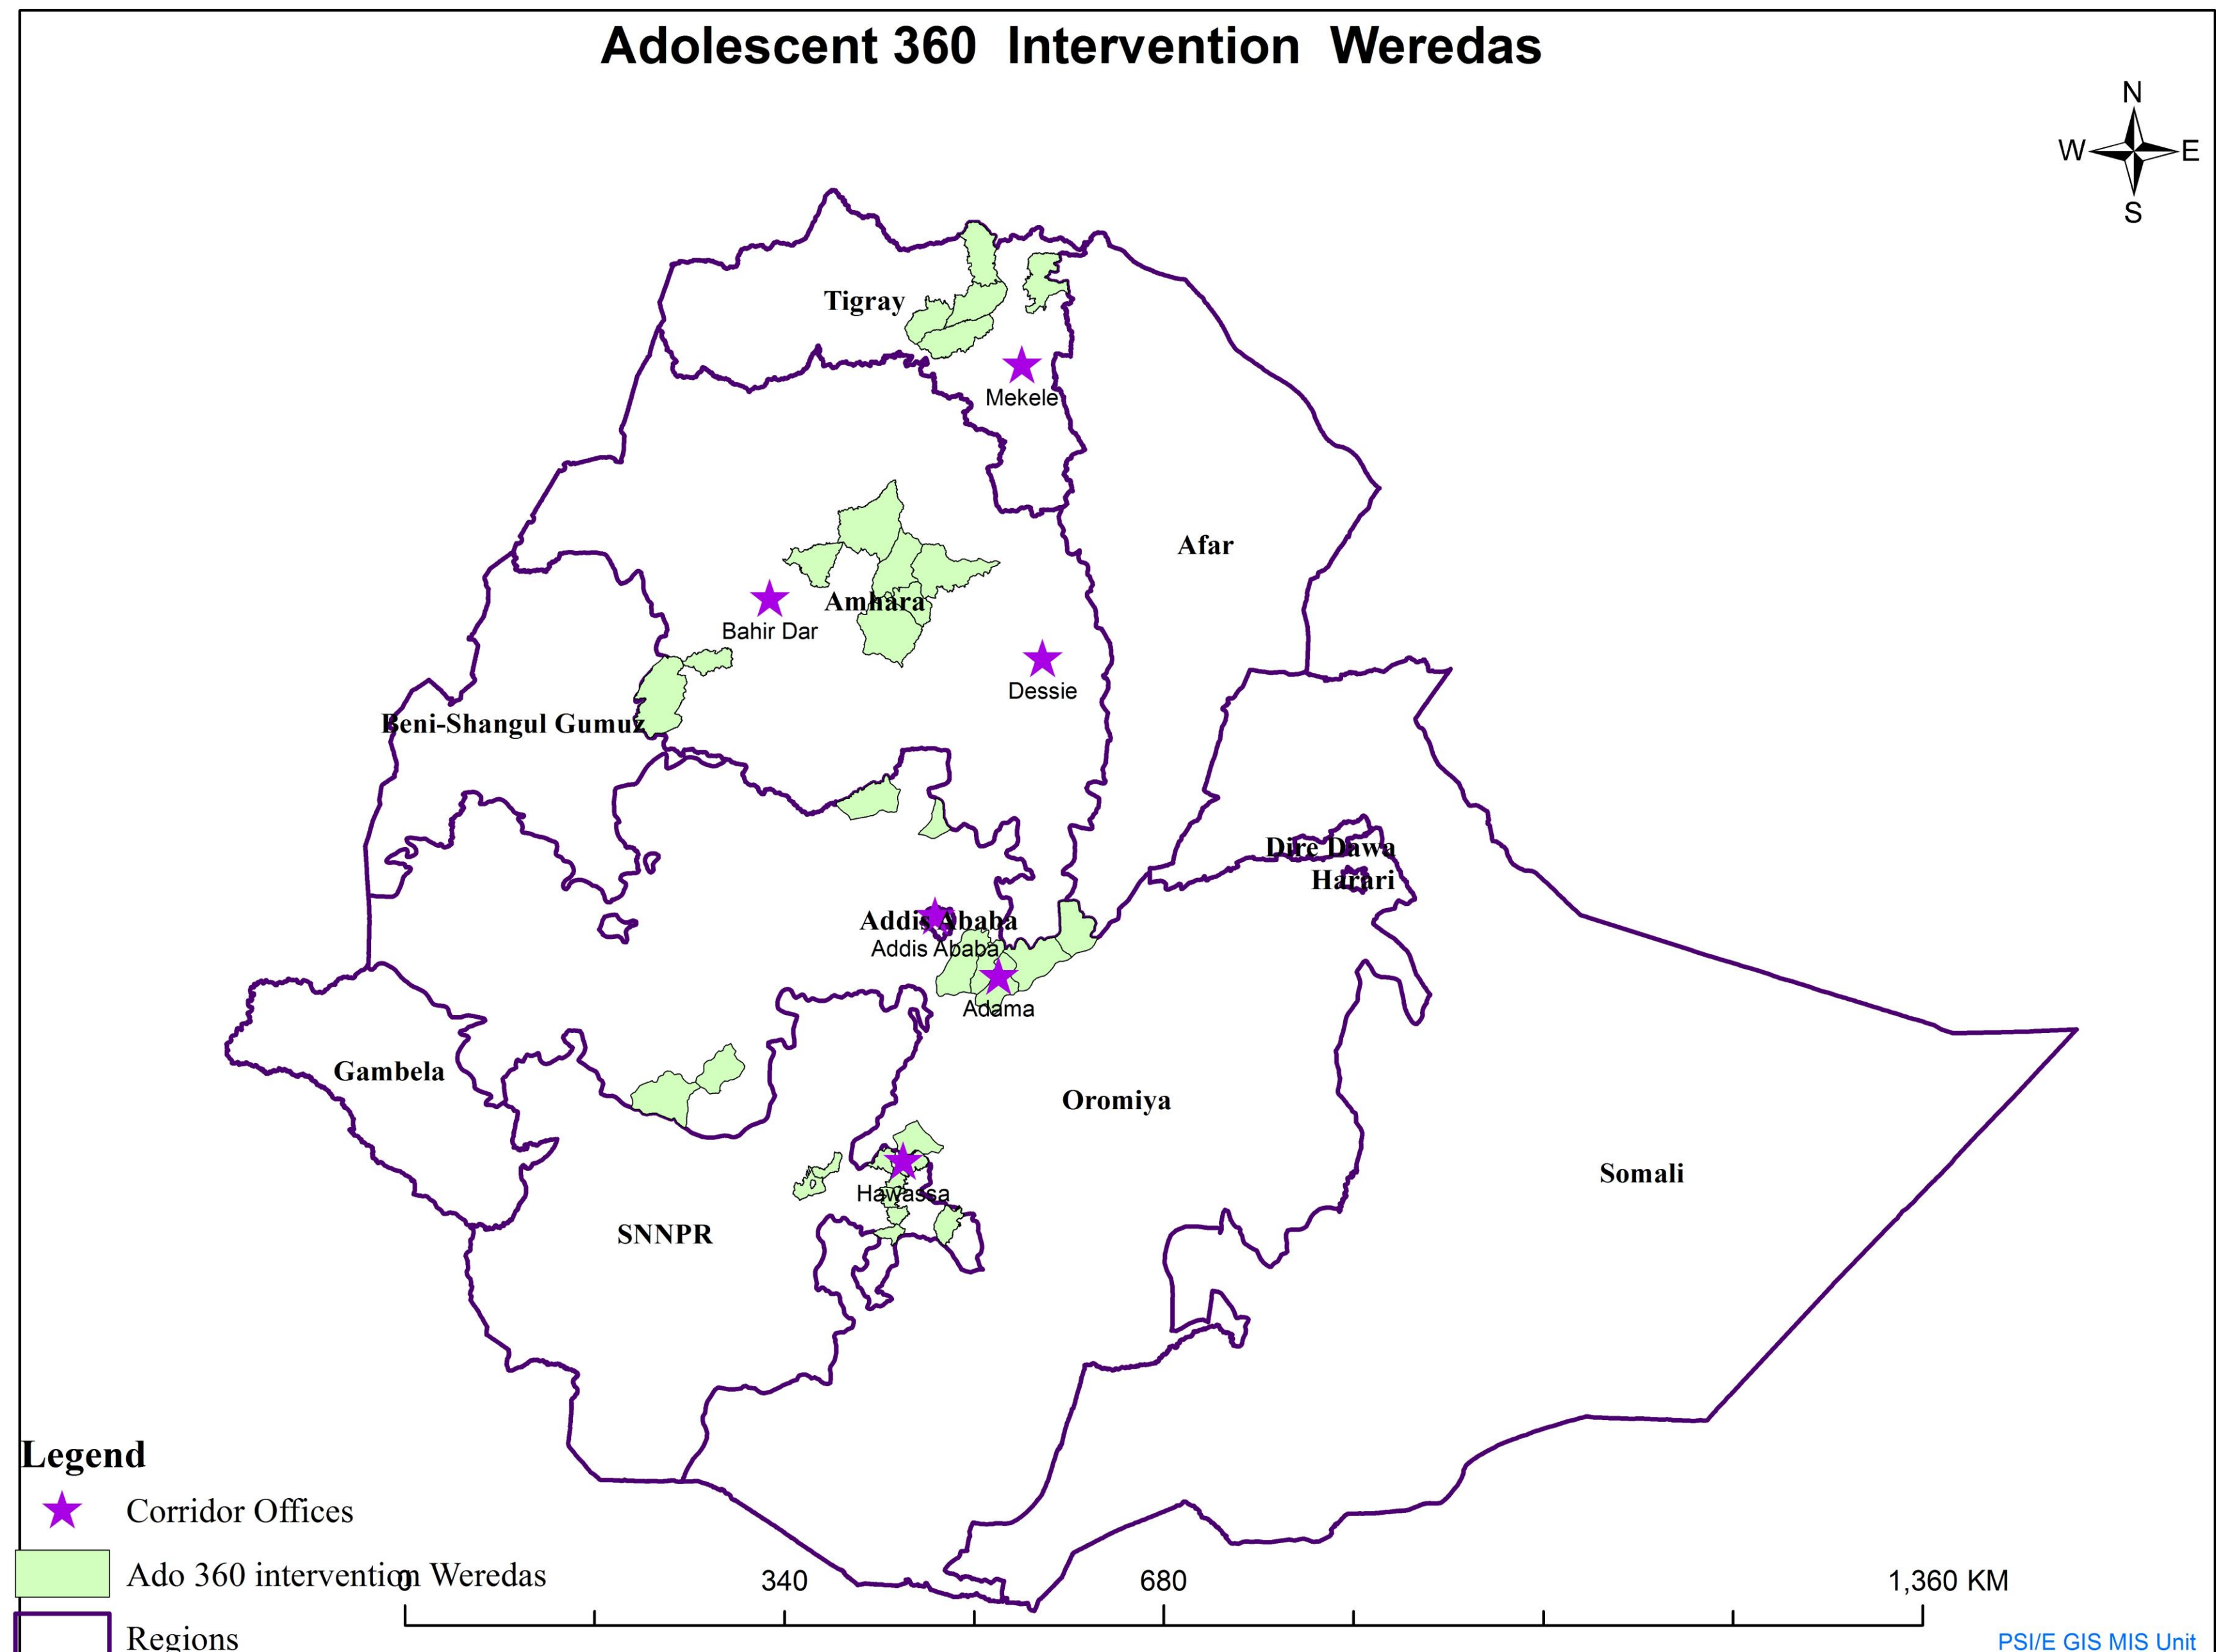 Adolescent 360 Intervention Weredas
N
W
E
S
Tigray
Mekele
Afar
Amhara
Bahir Dar
Dessie
Beni-Shangul Gumuz
Dire Dawa
Harari
Addis Ababa
Addis Ababa
Adama
Gambela
Oromiya
Somali
Hawassa
SNNPR
Legend
Corridor Offices
Ado 360 intervention Weredas
Regions
0 340 680 1,360 KM
PSI/E GIS MIS Unit